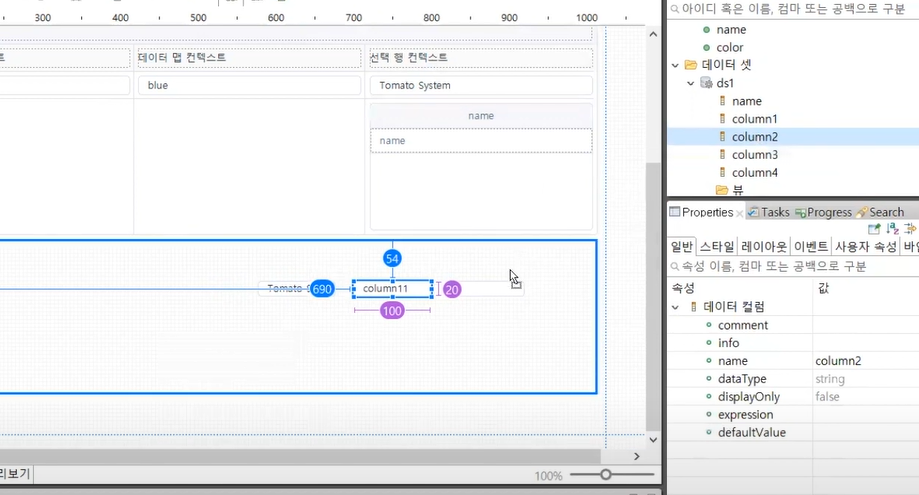 300 400 500 600 700 800 900 1000
트
데이터 맵 컨텍스트
선택 행 컨텍스트
blue
Tomato System
name
name
54
690
column11
20
100
리보기
100%
아이디 혹은 이름, 컴마 또는 공백으로 구분
name
color
데이터 셋
ds1
name
column1
column2
column3
column4
뷰
Properties Tasks Progress Search
일반 스타일 레이아웃 이벤트 사용자 속성
속성 이름, 컴마 또는 공백으로 구분
속성 값
데이터 컬럼
comment
info
name column2
dataType string
displayOnly false
expression
defaultValue